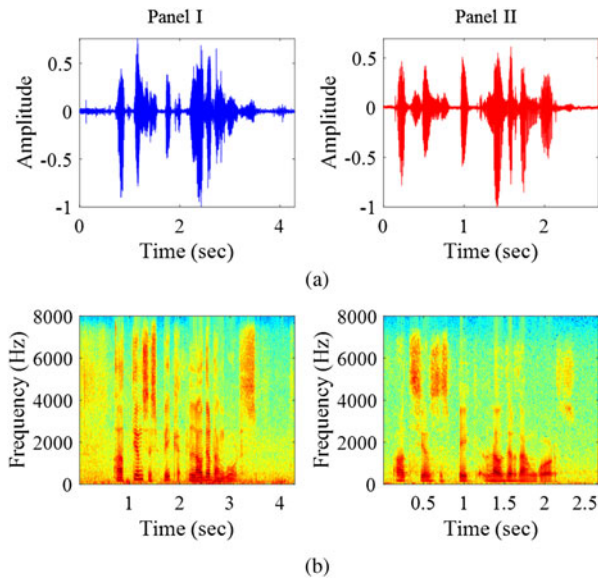 Panel I
Panel II
Amplitude
0.5
0
-0.5
-1
0
2
4
Time (sec)
Amplitude
0.5
0
-0.5
-1
0
1
2
Time (sec)
(a)
Frequency (Hz)
8000
6000
4000
2000
0
1
2
3
4
Time (sec)
Frequency (Hz)
8000
6000
4000
2000
0
0.5
1
1.5
2
2.5
Time (sec)
(b)